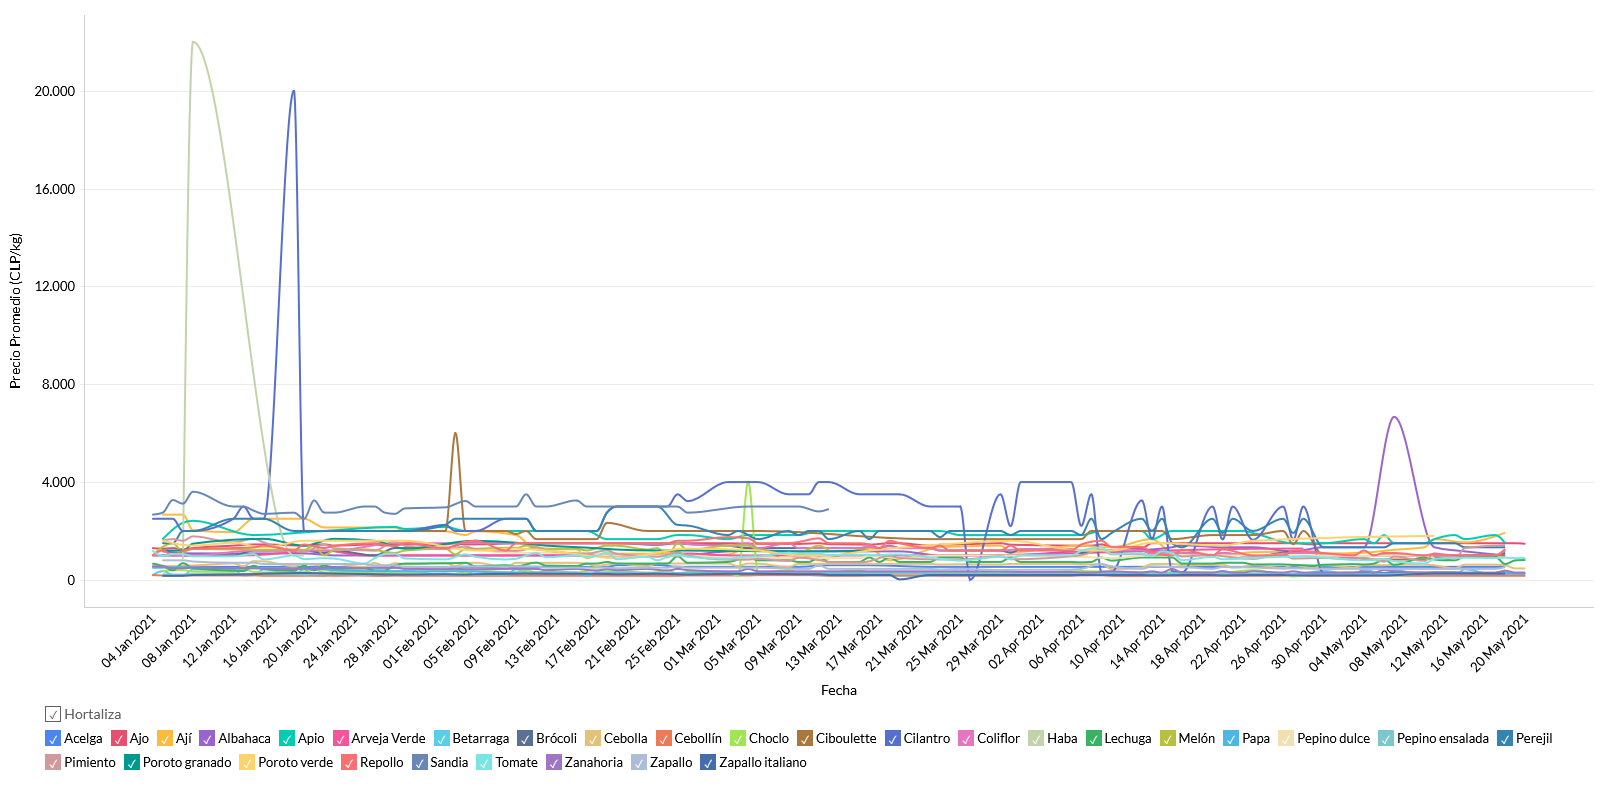 20.000
16.000
12.000
8.000
4.000
0
Precio Promedio (CLP/kg)
04 Jan 2021
08 Jan 2021
12 Jan 2021
16 Jan 2021
20 Jan 2021
24 Jan 2021
28 Jan 2021
01 Feb 2021
05 Feb 2021
09 Feb 2021
13 Feb 2021
17 Feb 2021
21 Feb 2021
25 Feb 2021
01 Mar 2021
05 Mar 2021
09 Mar 2021
13 Mar 2021
17 Mar 2021
21 Mar 2021
25 Mar 2021
29 Mar 2021
02 Apr 2021
06 Apr 2021
10 Apr 2021
14 Apr 2021
18 Apr 2021
22 Apr 2021
26 Apr 2021
30 Apr 2021
04 May 2021
08 May 2021
12 May 2021
16 May 2021
20 May 2021
Fecha
Hortaliza
Acelga Ajo Ají Albahaca Apio Arveja Verde Betarraga Brócoli Cebolla Cebollín Choclo Ciboulette Cilantro Coliflor Haba Lechuga Melón Papa Pepino dulce Pepino ensalada Perejil
Pimiento Poroto granado Poroto verde Repollo Sandia Tomate Zanahoria Zapallo Zapallo italiano